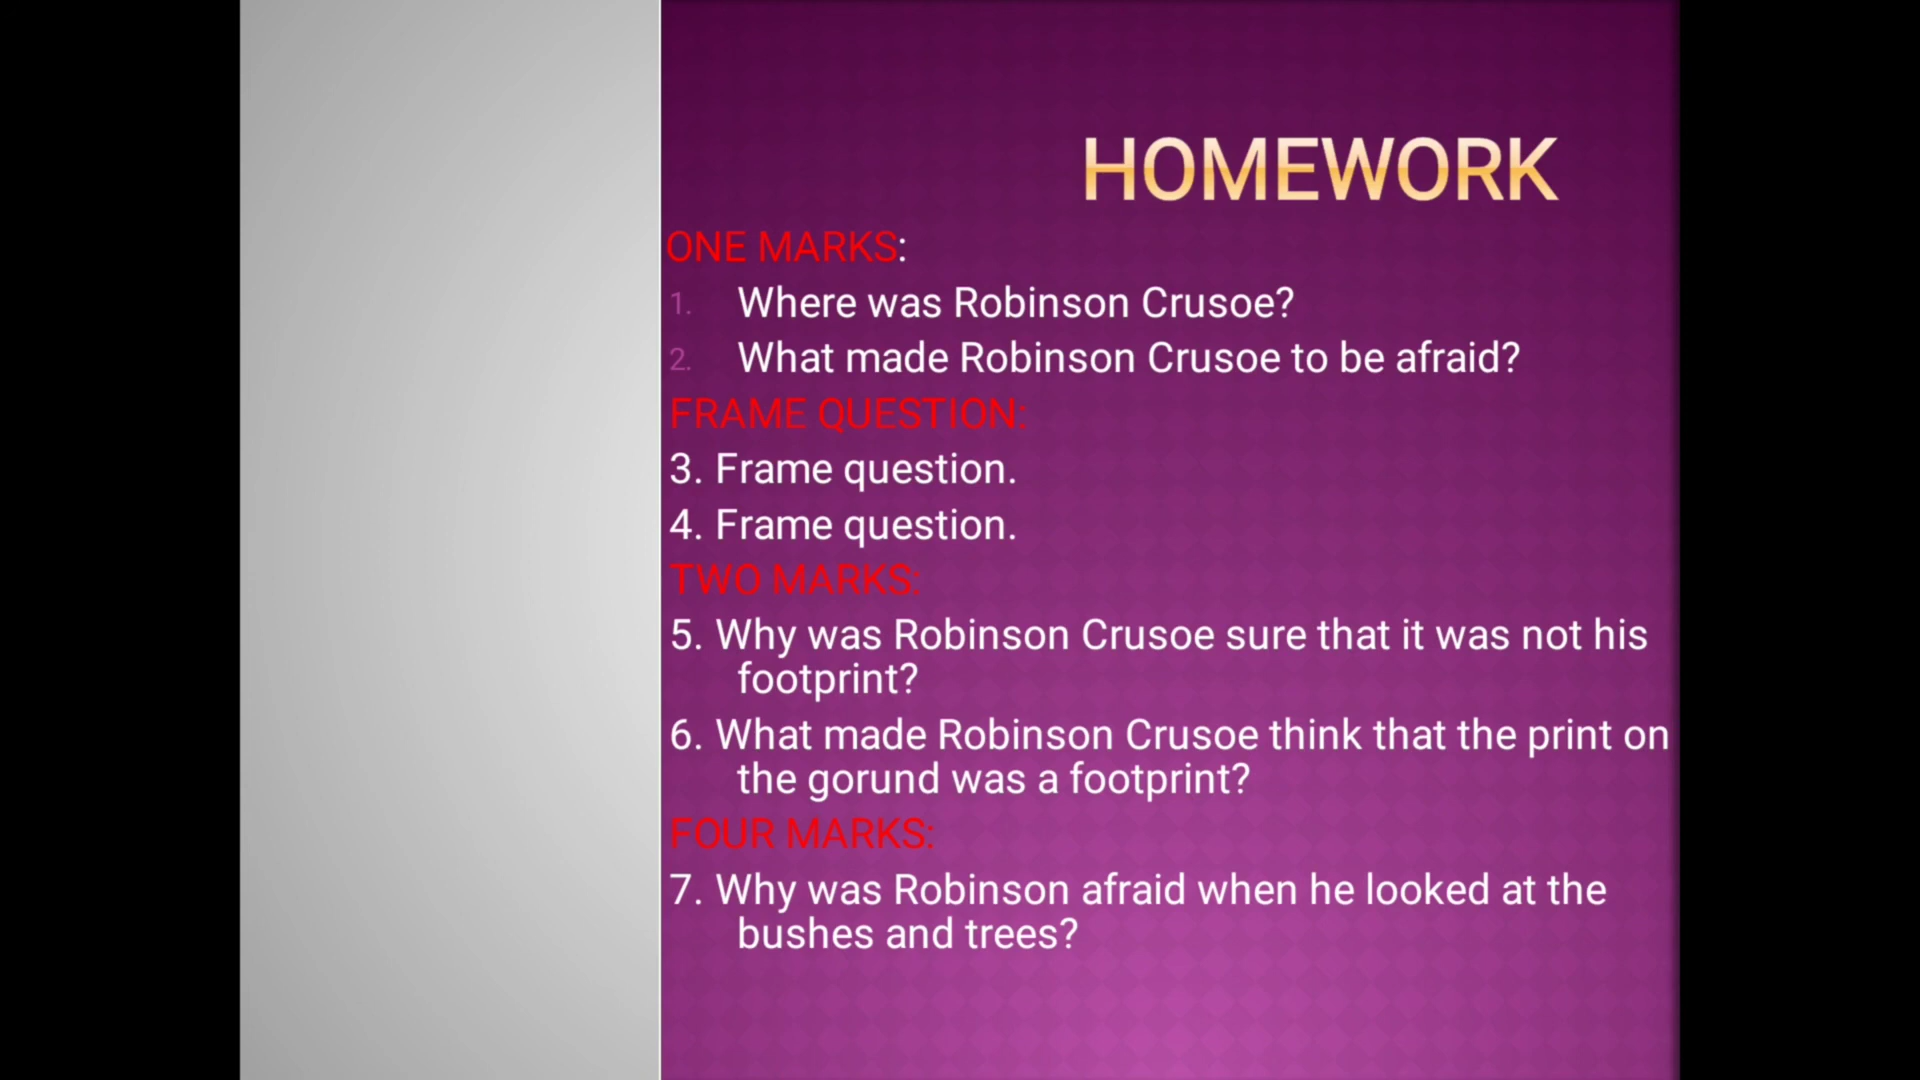 HOMEWORK
ONE MARKS:
1. Where was Robinson Crusoe?
2. What made Robinson Crusoe to be afraid?
FRAME QUESTION:
3. Frame question.
4. Frame question.
TWO MARKS:
5. Why was Robinson Crusoe sure that it was not his
footprint?
6. What made Robinson Crusoe think that the print on
the gorund was a footprint?
FOUR MARKS:
7. Why was Robinson afraid when he looked at the
bushes and trees?